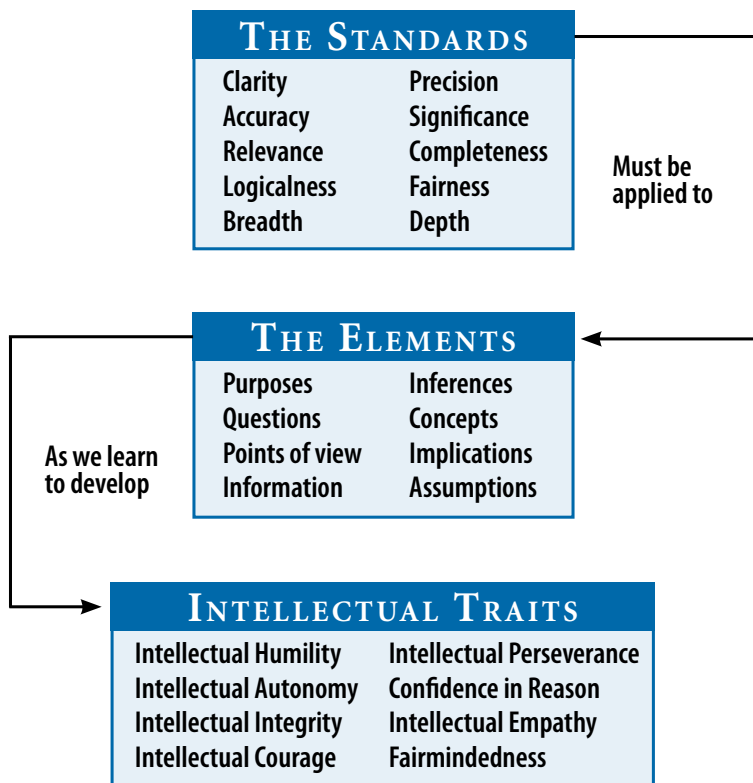 THE STANDARDS
Clarity Precision
Accuracy Significance
Relevance Completeness
Logicalness Fairness
Breadth Depth
Must be
applied to
THE ELEMENTS
Purposes Inferences
Questions Concepts
Points of view Implications
Information Assumptions
As we learn
to develop
INTELLECTUAL TRAITS
Intellectual Humility Intellectual Perseverance
Intellectual Autonomy Confidence in Reason
Intellectual Integrity Intellectual Empathy
Intellectual Courage Fairmindedness